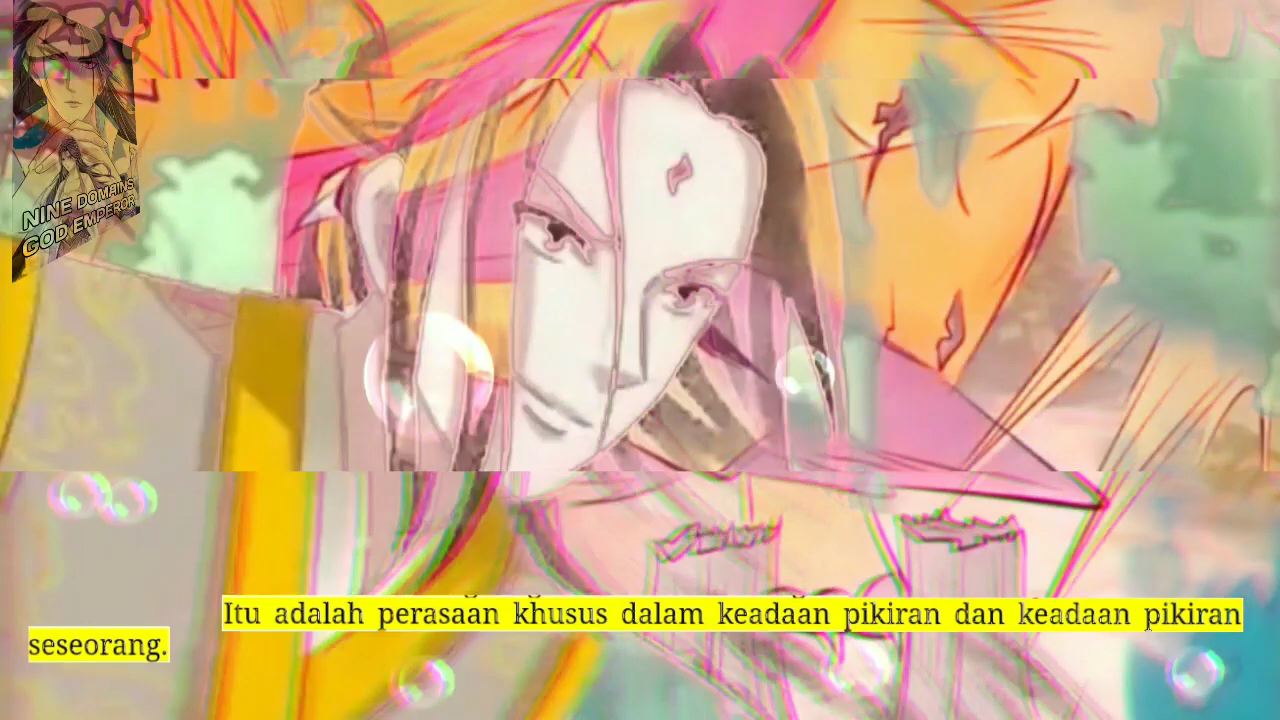 NINE DOMAINS
GOD EMPEROR
Itu adalah perasaan khusus dalam keadaan pikiran dan keadaan pikiran
seseorang.